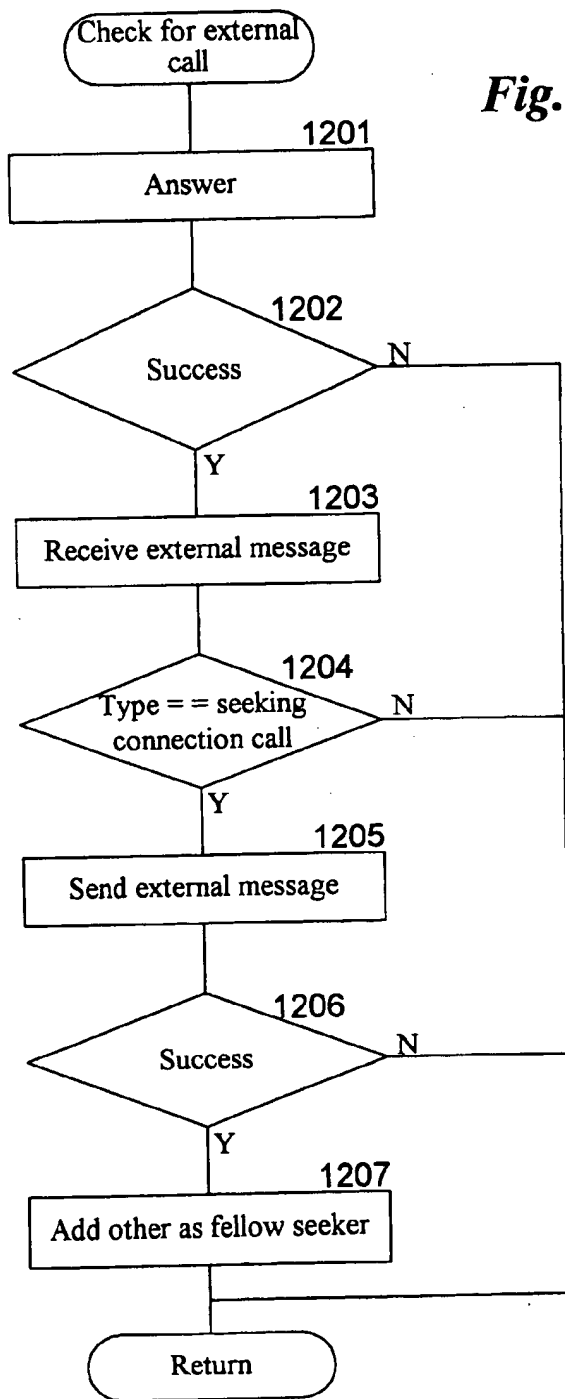 Check for external
call
Fig.
1201
Answer
1202
Success
N
Y
1203
Receive external message
1204
Type = = seeking
connection call
N
Y
1205
Send external message
1206
Success
N
Y
1207
Add other as fellow seeker
Return